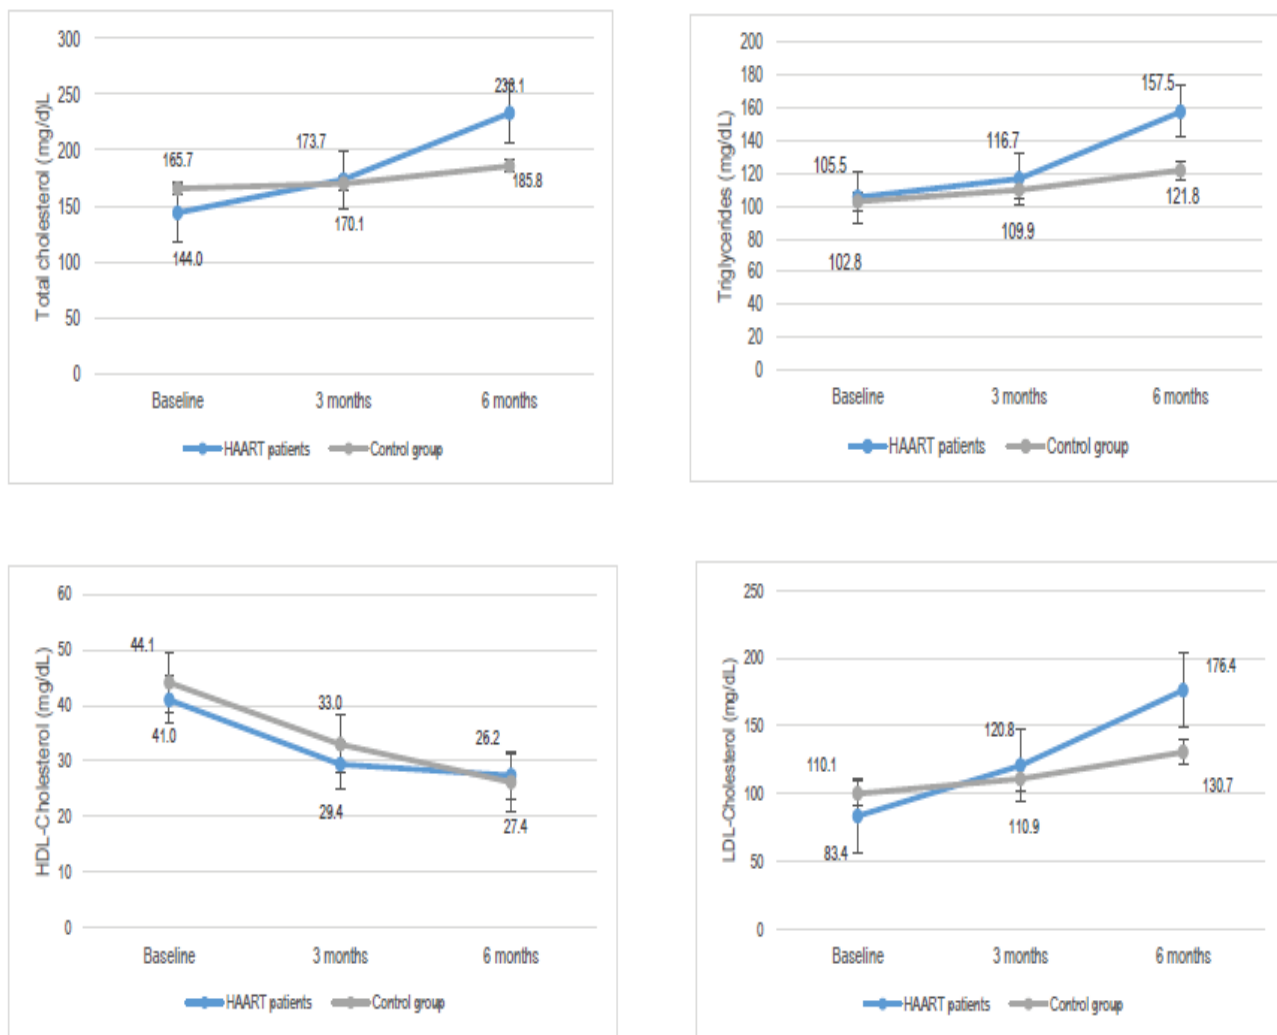 Total cholesterol (mg/d)L
300
250
200
150
100
50
0
165.7
144.0
173.7
170.1
233.1
185.8
Baseline
3 months
6 months
HAART patients
Control group
Triglycerides (mg/dL)
200
180
160
140
120
100
80
60
40
20
0
105.5
102.8
116.7
109.9
157.5
121.8
Baseline
3 months
6 months
HAART patients
Control group
HDL-Cholesterol (mg/dL)
60
50
40
30
20
10
0
44.1
41.0
33.0
29.4
26.2
27.4
Baseline
3 months
6 months
HAART patients
Control group
LDL-Cholesterol (mg/dL)
250
200
150
100
50
0
110.1
83.4
120.8
110.9
176.4
130.7
Baseline
3 months
6 months
HAART patients
Control group